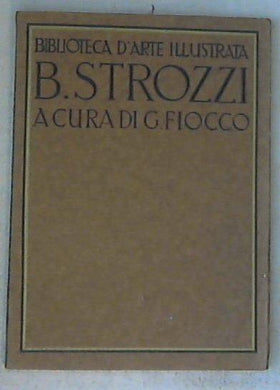 BIBLIOTECA D'ARTE ILLUSTRATA
B. STROZZI
A CURA DI G. FIOCCO